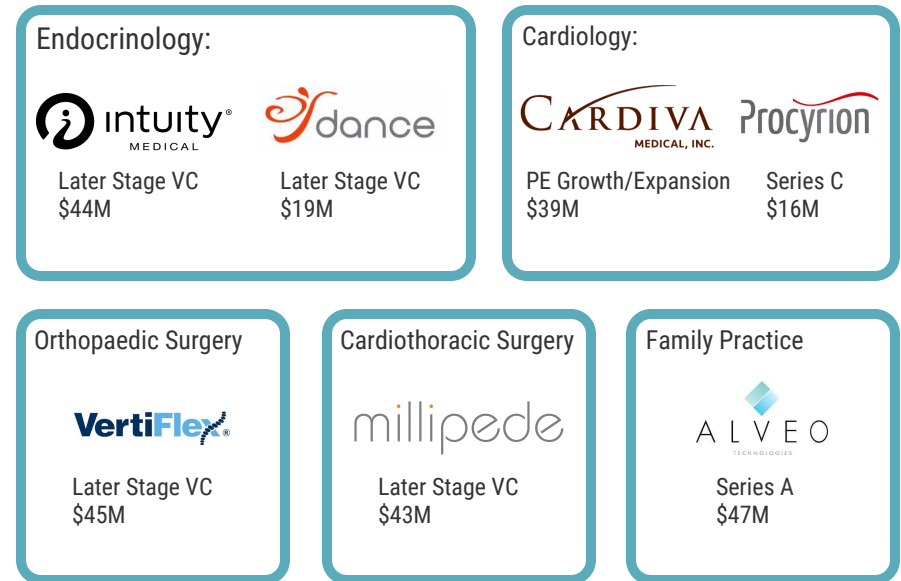 Endocrinology:
intuity®
MEDICAL
dance
Later Stage VC
$44M
Later Stage VC
$19M
Cardiology:
CARDIVA
MEDICAL, INC.
Procyrion
PE Growth/Expansion
$39M
Series C
$16M
Orthopaedic Surgery
VertiFlex®
Later Stage VC
$45M
Cardiothoracic Surgery
millipede
Later Stage VC
$43M
Family Practice
ALVEO
TECHNOLOGIES
Series A
$47M